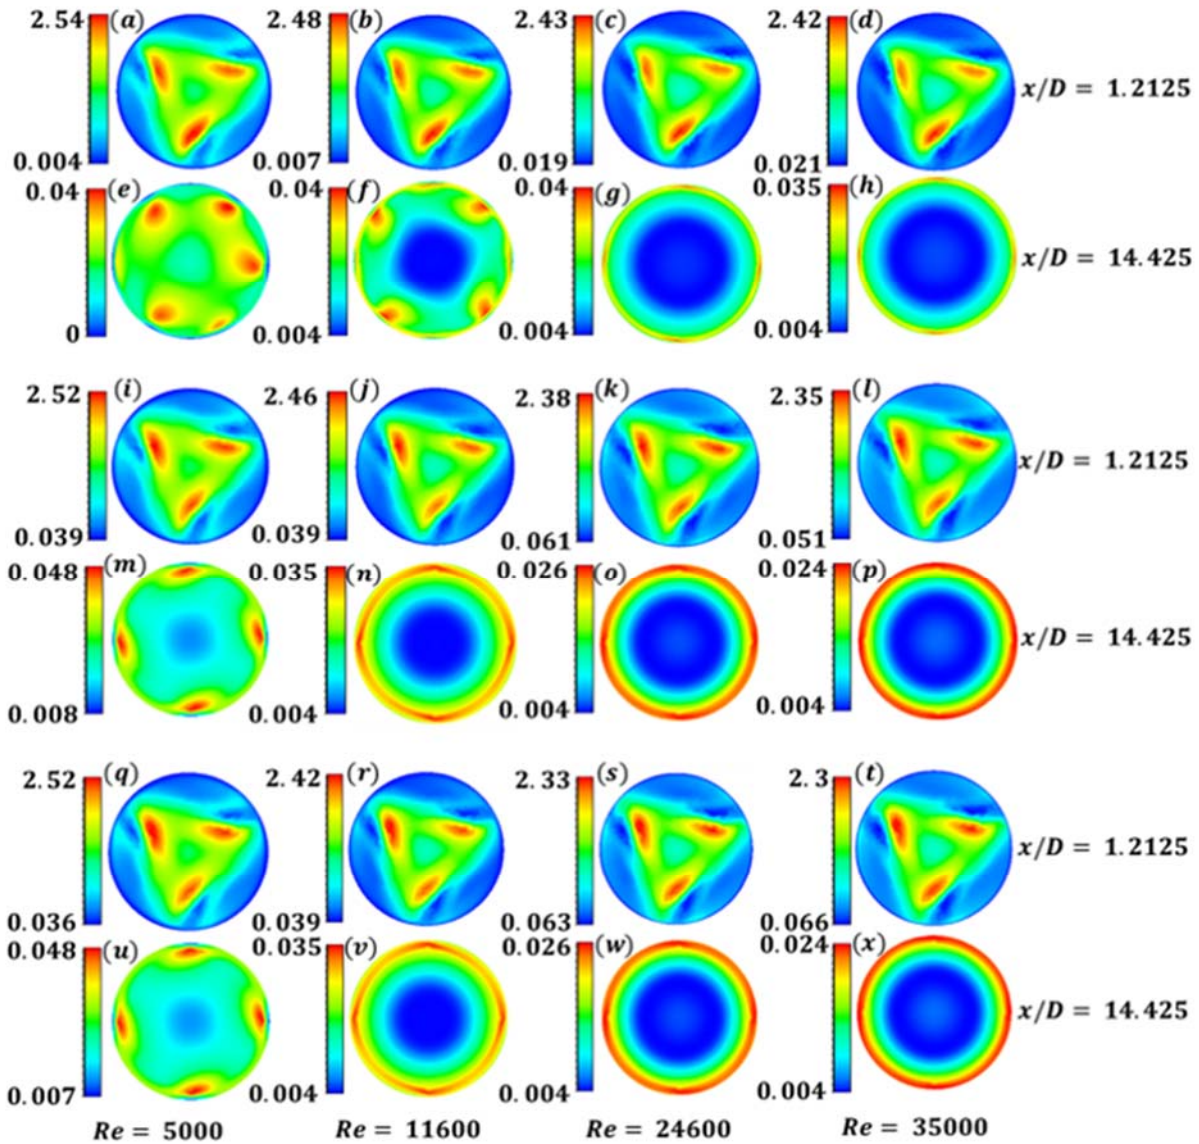 2.54 (a) 2.48 (b) 2.43 (c) 2.42 (d)
x/D = 1.2125
0.004 0.007 0.019 0.021
0.04 (e) 0.04 (f) 0.04 (g) 0.035 (h)
x/D = 14.425
0 0.004 0.004 0.004
2.52 (i) 2.46 (j) 2.38 (k) 2.35 (l)
x/D = 1.2125
0.039 0.039 0.061 0.051
0.048 (m) 0.035 (n) 0.026 (o) 0.024 (p)
x/D = 14.425
0.008 0.004 0.004 0.004
2.52 (q) 2.42 (r) 2.33 (s) 2.3 (t)
x/D = 1.2125
0.036 0.039 0.063 0.066
0.048 (u) 0.035 (v) 0.026 (w) 0.024 (x)
x/D = 14.425
0.007 0.004 0.004 0.004
Re = 5000 Re = 11600 Re = 24600 Re = 35000